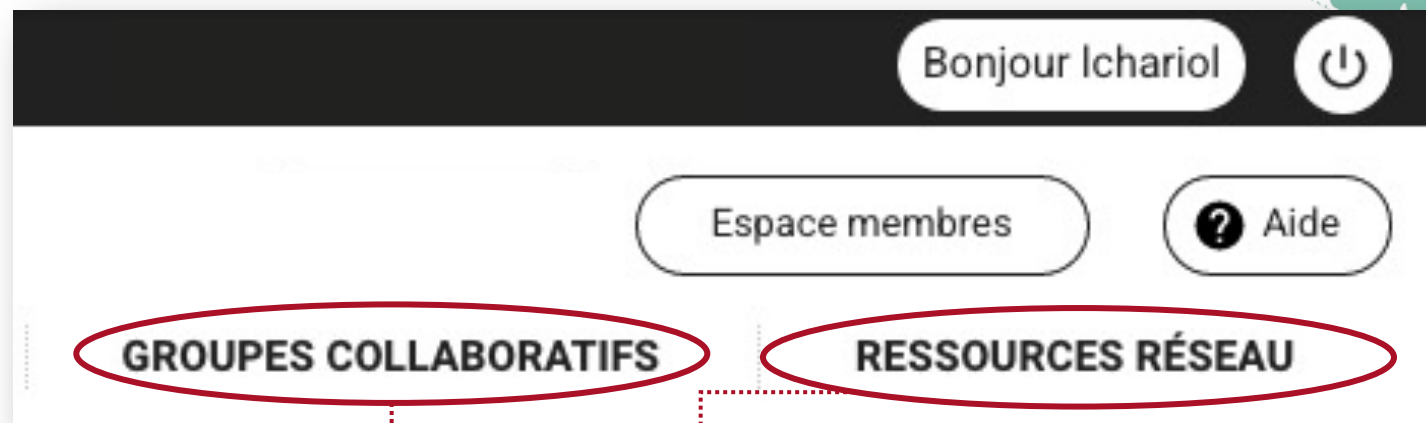 Bonjour lchariol
Espace membres
? Aide
GROUPES COLLABORATIFS
RESSOURCES RÉSEAU